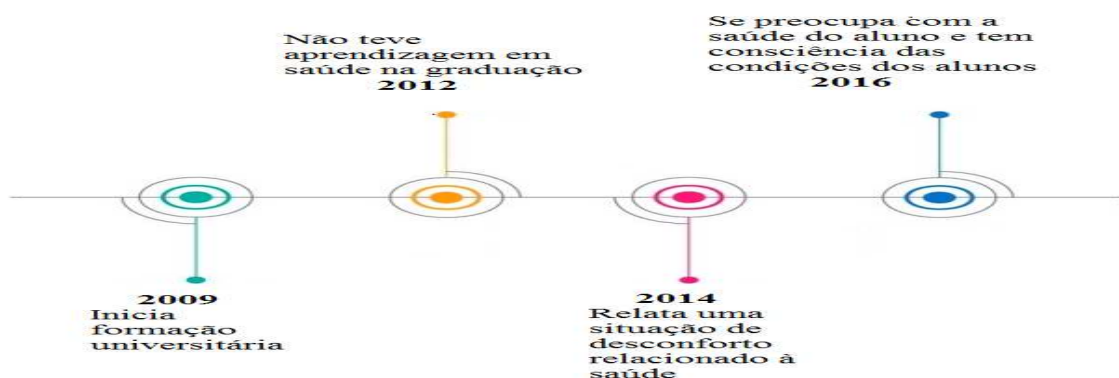 2009
Inicia
formação
universitária
Não teve
aprendizagem em
saúde na graduação
2012
2014
Relata uma
situação de
desconforto
relacionado à
saúde
Se preocupa com a
saúde do aluno e tem
consciência das
condições dos alunos
2016